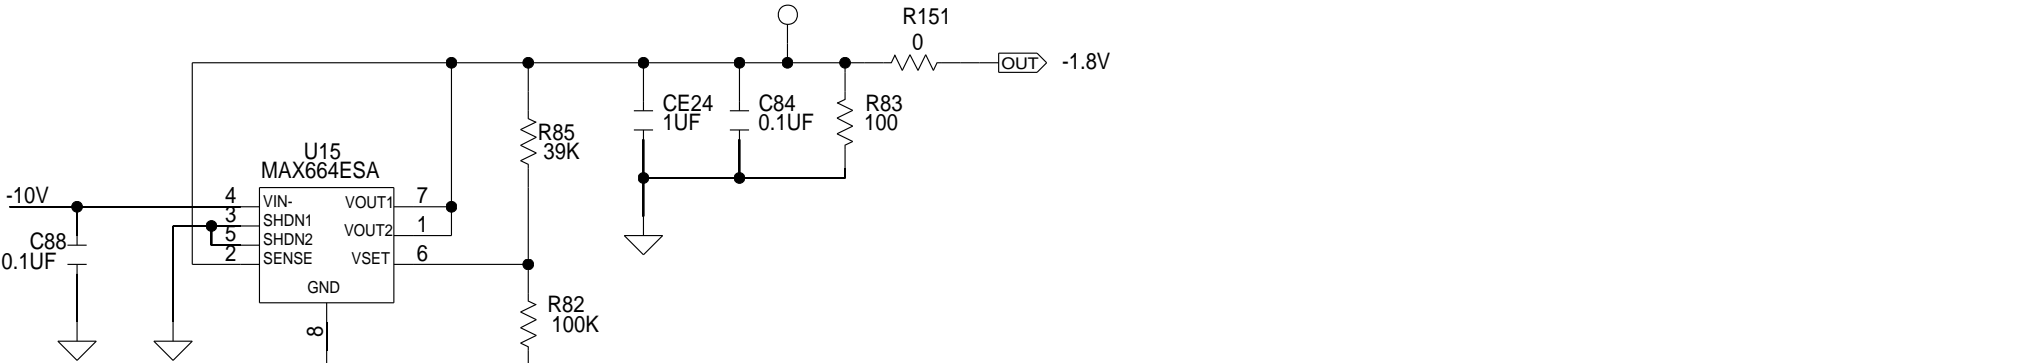 R151
0
OUT -1.8V
CE24
1UF
C84
0.1UF
R83
100
R85
39K
U15
MAX664ESA
-10V
4 VIN- VOUT1 7
3 SHDN1
VOUT2 1
5 SHDN2
2 SENSE VSET 6
GND
8
C88
0.1UF
R82
100K